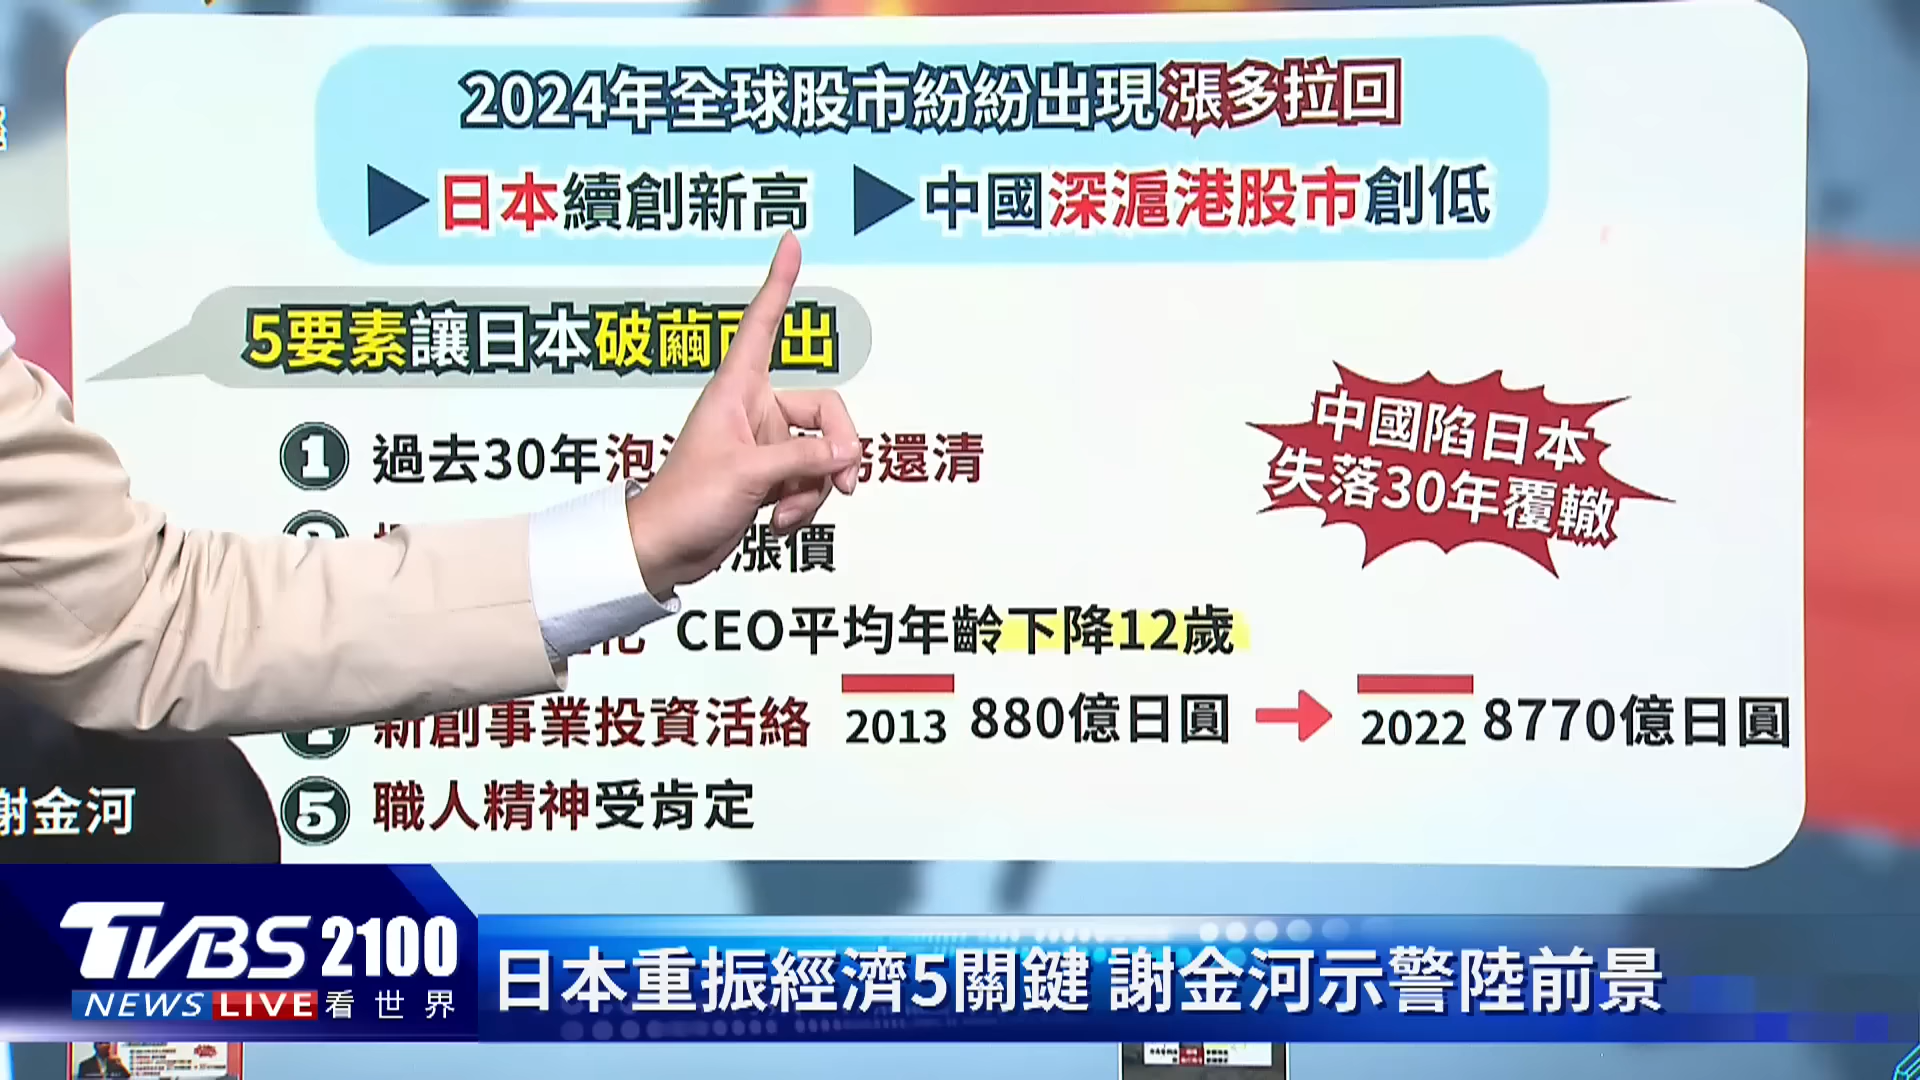 2024年全球股市紛紛出現漲多拉回
▶日本續創新高 ▶中國深滬港股市創低
5要素讓日本破繭 出
1 過去30年泡 還清
漲價
CEO平均年齡下降12歲
新創事業投資活絡 2013 880億日圓 → 2022 8770億日圓
5 職人精神受肯定
中國陷日本
失落30年覆轍
謝金河
TVBS 2100
NEWS LIVE 看世界
日本重振經濟5關鍵 謝金河示警陸前景